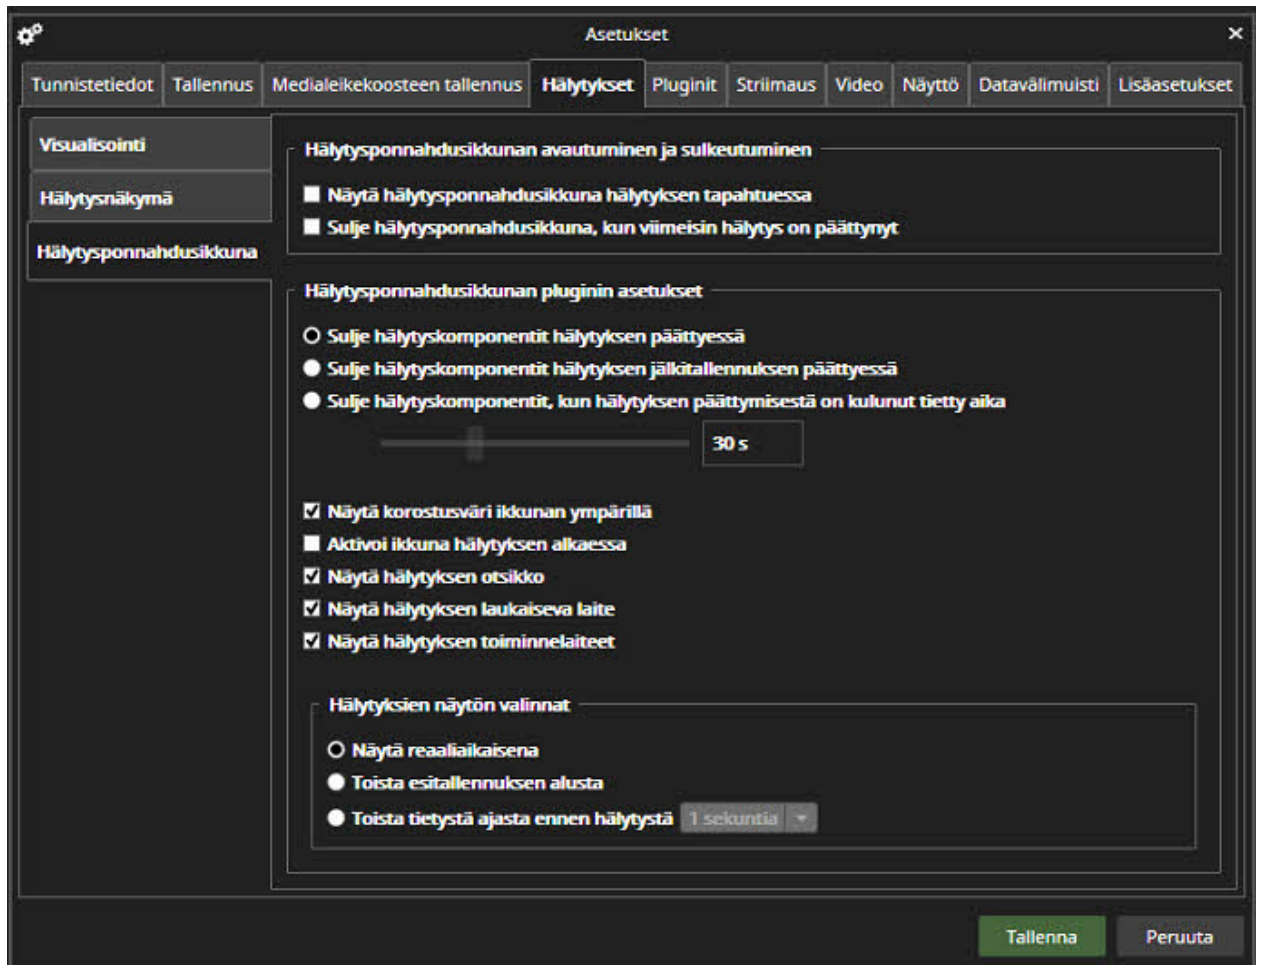 Asetukset
Tunnistetiedot Tallennus Medialeikekoosteen tallennus Hälytykset Pluginit Striimaus Video Näyttö Datavälimuisti Lisäasetukset
Visualisointi
Hälytysnäkymä
Hälytysponnahdusikkuna
Hälytysponnahdusikkunan avautuminen ja sulkeutuminen
Näytä hälytysponnahdusikkuna hälytyksen tapahtuessa
Sulje hälytysponnahdusikkuna, kun viimeisin hälytys on päättynyt
Hälytysponnahdusikkunan pluginin asetukset
Sulje hälytyskomponentit hälytyksen päättyessä
Sulje hälytyskomponentit hälytyksen jälkitallennuksen päättyessä
Sulje hälytyskomponentit, kun hälytyksen päättymisestä on kulunut tietty aika
30 s
Näytä korostusväri ikkunan ympärillä
Aktivoi ikkuna hälytyksen alkaessa
Näytä hälytyksen otsikko
Näytä hälytyksen laukaiseva laite
Näytä hälytyksen toiminnelaiteet
Hälytyksien näytön valinnat
Näytä reaaliaikaisena
Toista esitallennuksen alusta
Toista tietystä ajasta ennen hälytystä 1 sekuntia
Tallenna Peruuta